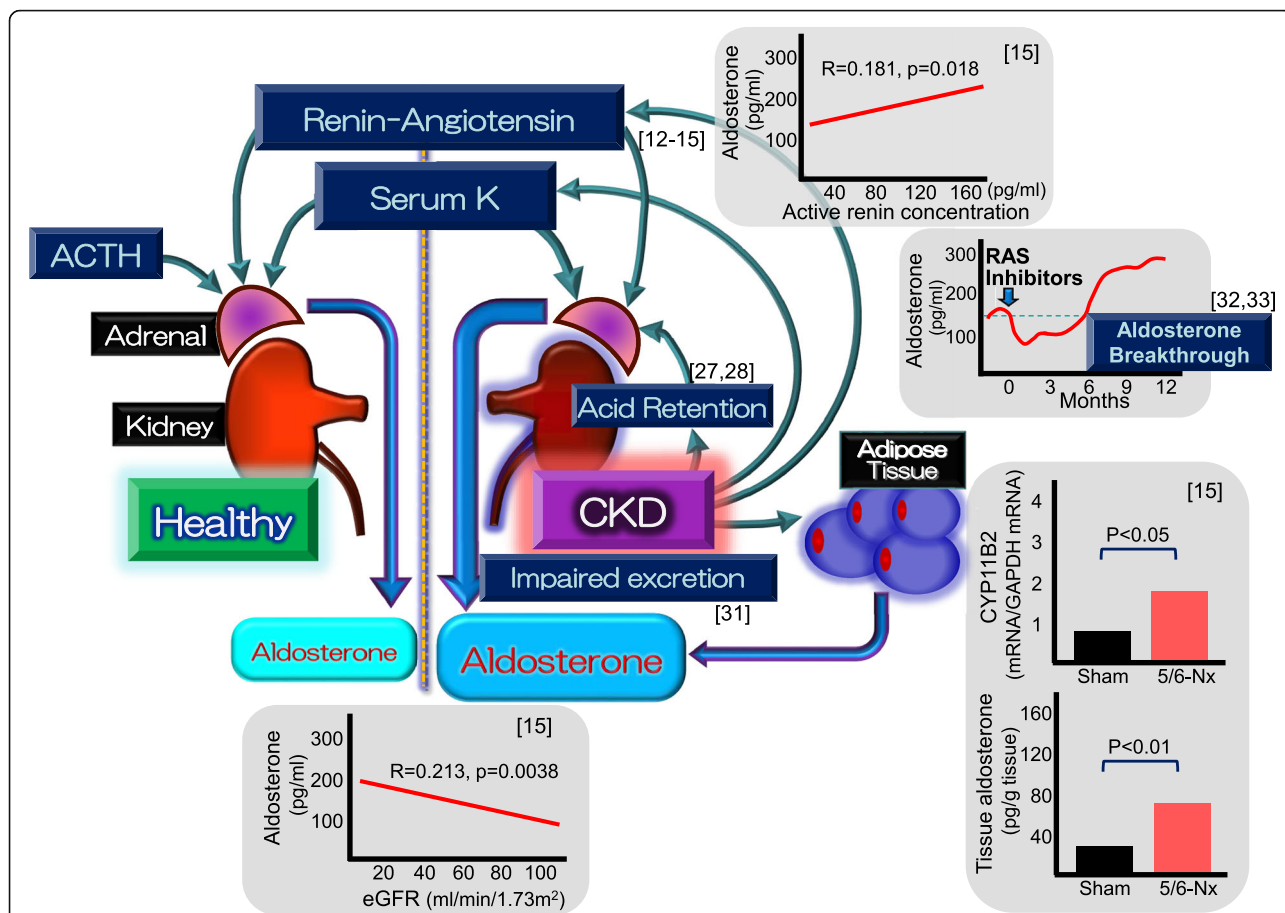 Renin-Angiotensin
[12-15]
Serum K
ACTH
Adrenal
Kidney
Healthy
[27,28]
Acid Retention
CKD
Adipose
Tissue
Impaired excretion
[31]
Aldosterone
Aldosterone
[15]
Aldosterone
(pg/ml)
300
200
100
R=0.181, p=0.018
40 80 120 160 (pg/ml)
Active renin concentration
Aldosterone
(pg/ml)
300
200
100
RAS
Inhibitors
[32,33]
Aldosterone
Breakthrough
0 3 6 9 12
Months
[15]
CYP11B2
(mRNA/GAPDH mRNA)
4
3
2
1
P<0.05
Sham 5/6-Nx
Tissue aldosterone
(pg/g tissue)
160
120
80
40
P<0.01
Sham 5/6-Nx
[15]
Aldosterone
(pg/ml)
300
200
100
R=0.213, p=0.0038
20 40 60 80 100
eGFR (ml/min/1.73m²)